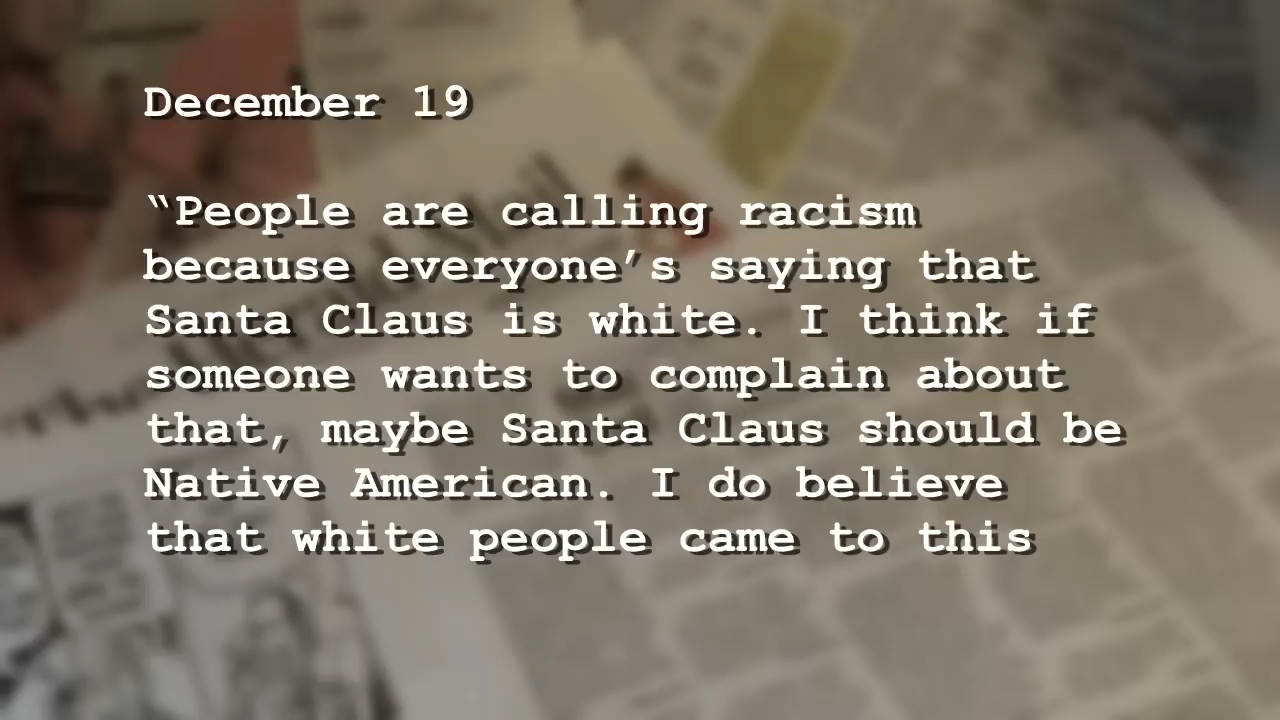 December 19
“People are calling racism
because everyone’s saying that
Santa Claus is white. I think if
someone wants to complain about
that, maybe Santa Claus should be
Native American. I do believe
that white people came to this